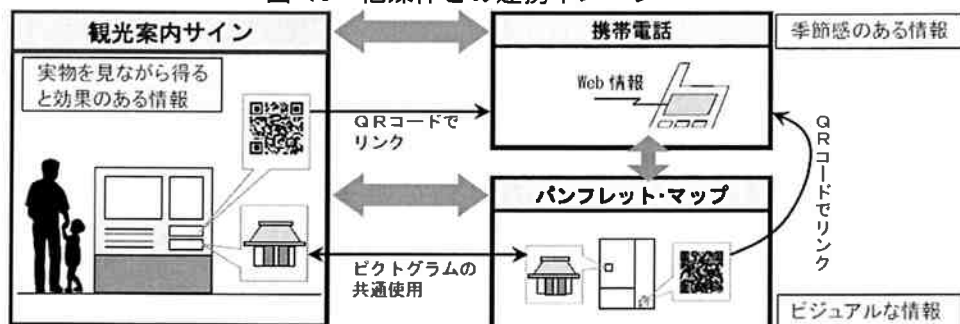 観光案内サイン
実物を見ながら得る
と効果のある情報
QRコードで
リンク
ピクトグラムの
共通使用
携帯電話
Web 情報
季節感のある情報
QRコードでリンク
パンフレット・マップ
ビジュアルな情報